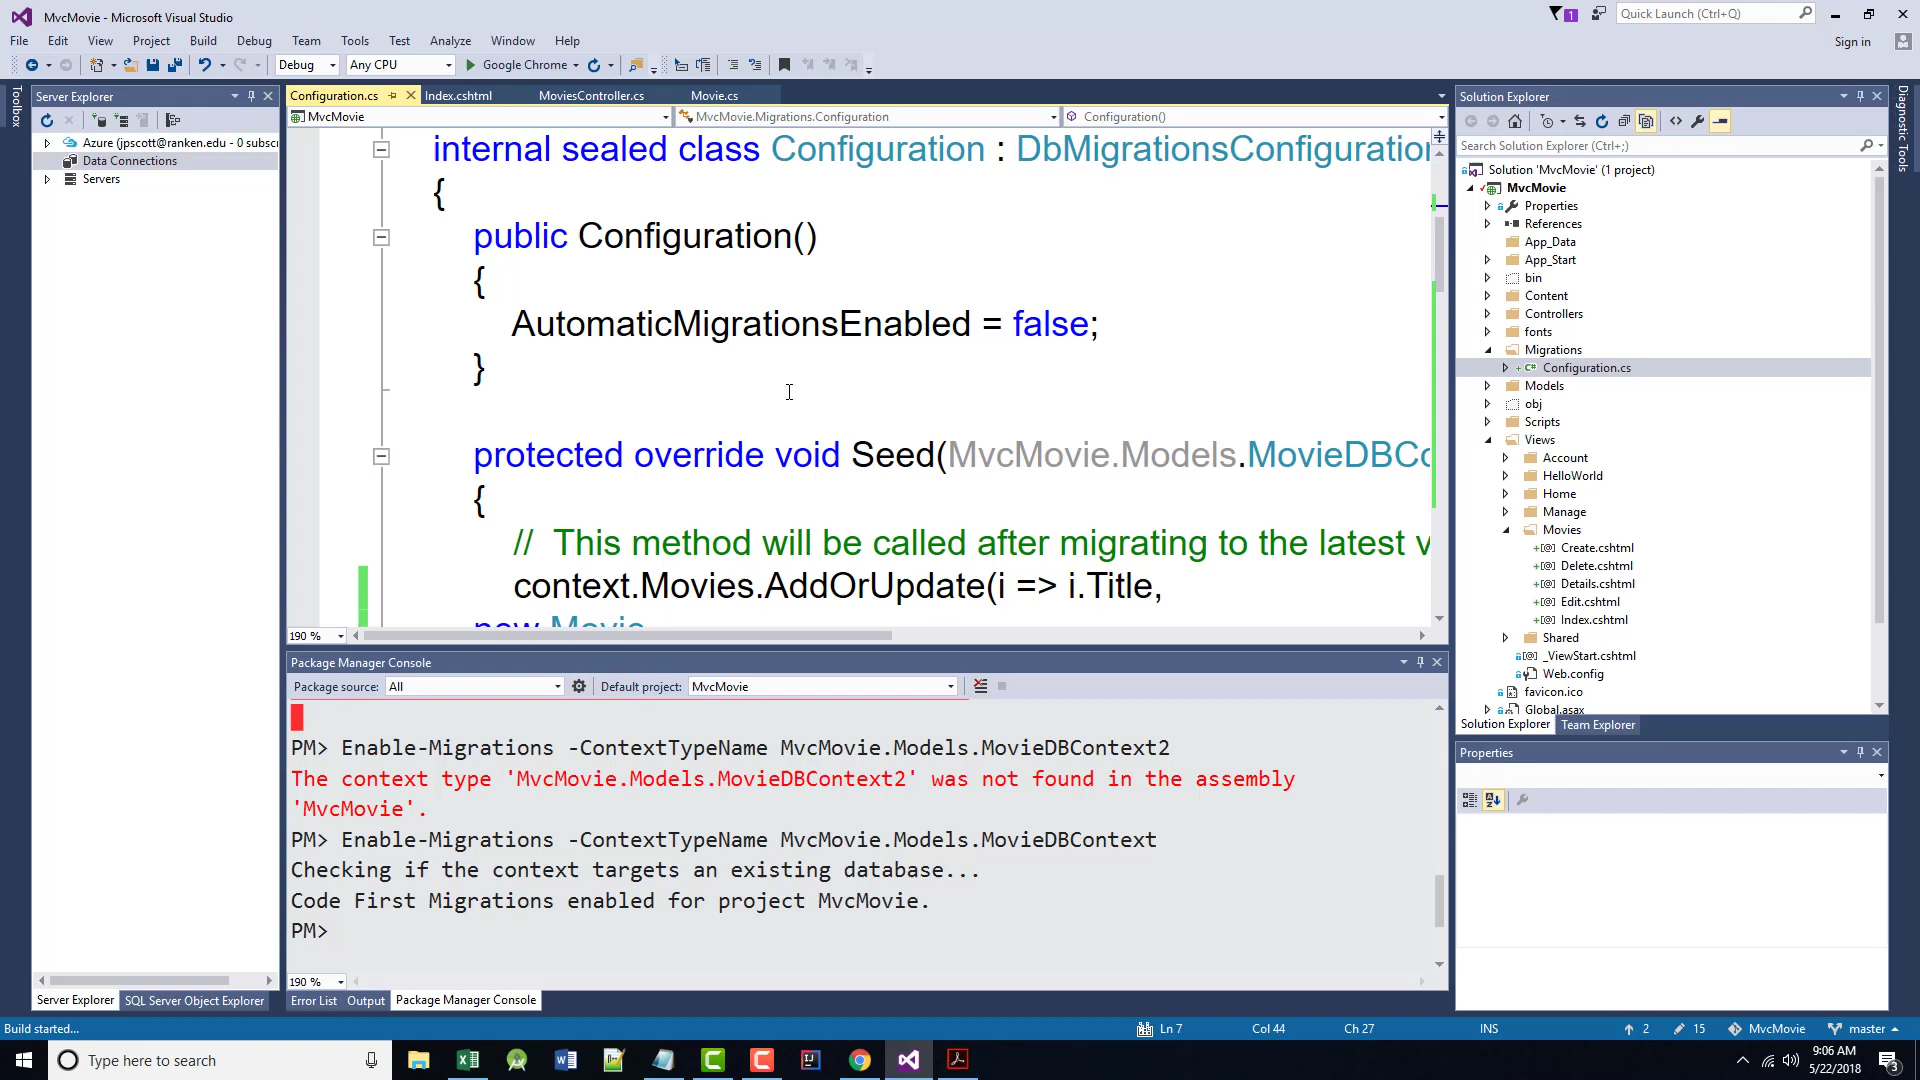 MvcMovie - Microsoft Visual Studio
1
Quick Launch (Ctrl+Q)
File Edit View Project Build Debug Team Tools Test Analyze Window Help
Sign in
Debug Any CPU Google Chrome
Toolbox
Server Explorer
Azure (jpscott@ranken.edu - 0 subsc
Data Connections
Servers
Configuration.cs Index.cshtml MoviesController.cs Movie.cs
MvcMovie MvcMovie.Migrations.Configuration Configuration()
internal sealed class Configuration : DbMigrationsConfiguration
{
public Configuration()
{
AutomaticMigrationsEnabled = false;
}
protected override void Seed(MvcMovie.Models.MovieDBCo
{
// This method will be called after migrating to the latest v
context.Movies.AddOrUpdate(i => i.Title,
new Movie
190 %
Package Manager Console
Package source: All Default project: MvcMovie
PM> Enable-Migrations -ContextTypeName MvcMovie.Models.MovieDBContext2
The context type 'MvcMovie.Models.MovieDBContext2' was not found in the assembly
'MvcMovie'.
PM> Enable-Migrations -ContextTypeName MvcMovie.Models.MovieDBContext
Checking if the context targets an existing database...
Code First Migrations enabled for project MvcMovie.
PM>
190 %
Server Explorer SQL Server Object Explorer
Error List Output Package Manager Console
Solution Explorer
Search Solution Explorer (Ctrl+;)
Solution 'MvcMovie' (1 project)
MvcMovie
Properties
References
App_Data
App_Start
bin
Content
Controllers
fonts
Migrations
Configuration.cs
Models
obj
Scripts
Views
Account
HelloWorld
Home
Manage
Movies
Create.cshtml
Delete.cshtml
Details.cshtml
Edit.cshtml
Index.cshtml
Shared
_ViewStart.cshtml
Web.config
favicon.ico
Global.asax
Solution Explorer Team Explorer
Properties
Diagnostic Tools
Build started... Ln 7 Col 44 Ch 27 INS 2 15 MvcMovie master
Type here to search
9:06 AM
5/22/2018
3